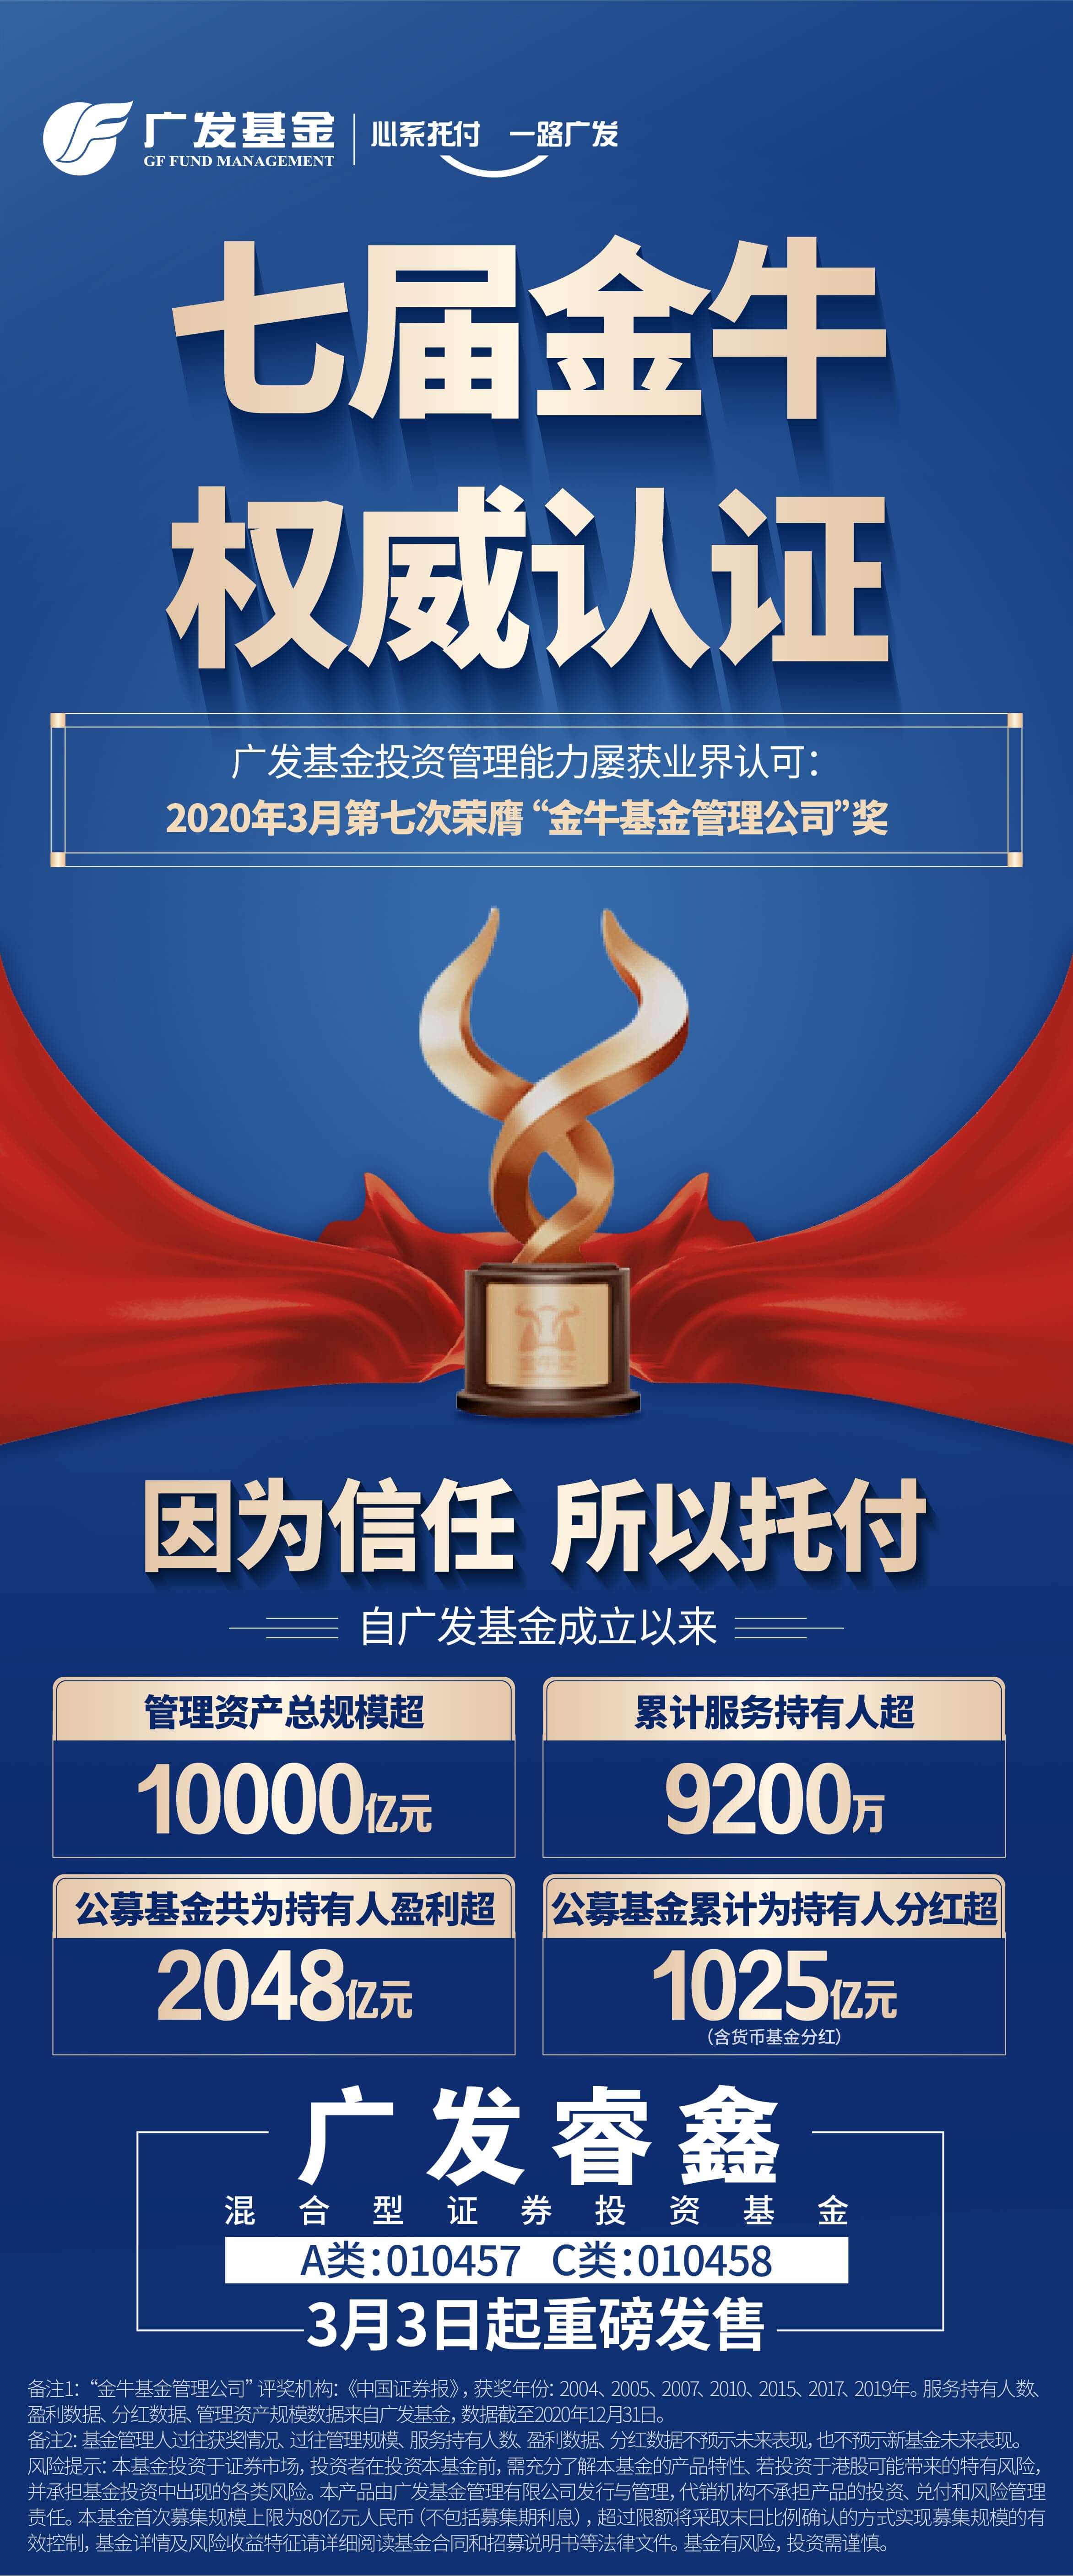 广发基金 心系托付 一路广发
GF FUND MANAGEMENT
七届金牛
权威认证
广发基金投资管理能力屡获业界认可：
2020年3月第七次荣膺“金牛基金管理公司”奖
金牛奖
因为信任 所以托付
自广发基金成立以来
管理资产总规模超
10000亿元
累计服务持有人超
9200万
公募基金共为持有人盈利超
2048亿元
公募基金累计为持有人分红超
1025亿元
（含货币基金分红）
广发睿鑫
混合型证券投资基金
A类：010457 C类：010458
3月3日起重磅发售
备注1：“金牛基金管理公司”评奖机构：《中国证券报》，获奖年份：2004、2005、2007、2010、2015、2017、2019年。服务持有人数、
盈利数据、分红数据、管理资产规模数据来自广发基金，数据截至2020年12月31日。
备注2：基金管理人过往获奖情况、过往管理规模、服务持有人数、盈利数据、分红数据不预示未来表现，也不预示新基金未来表现。
风险提示：本基金投资于证券市场，投资者在投资本基金前，需充分了解本基金的产品特性、若投资于港股可能带来的特有风险，
并承担基金投资中出现的各类风险。本产品由广发基金管理有限公司发行与管理，代销机构不承担产品的投资、兑付和风险管理
责任。本基金首次募集规模上限为80亿元人民币（不包括募集期利息），超过限额将采取末日比例确认的方式实现募集规模的有
效控制，基金详情及风险收益特征请详细阅读基金合同和招募说明书等法律文件。基金有风险，投资需谨慎。